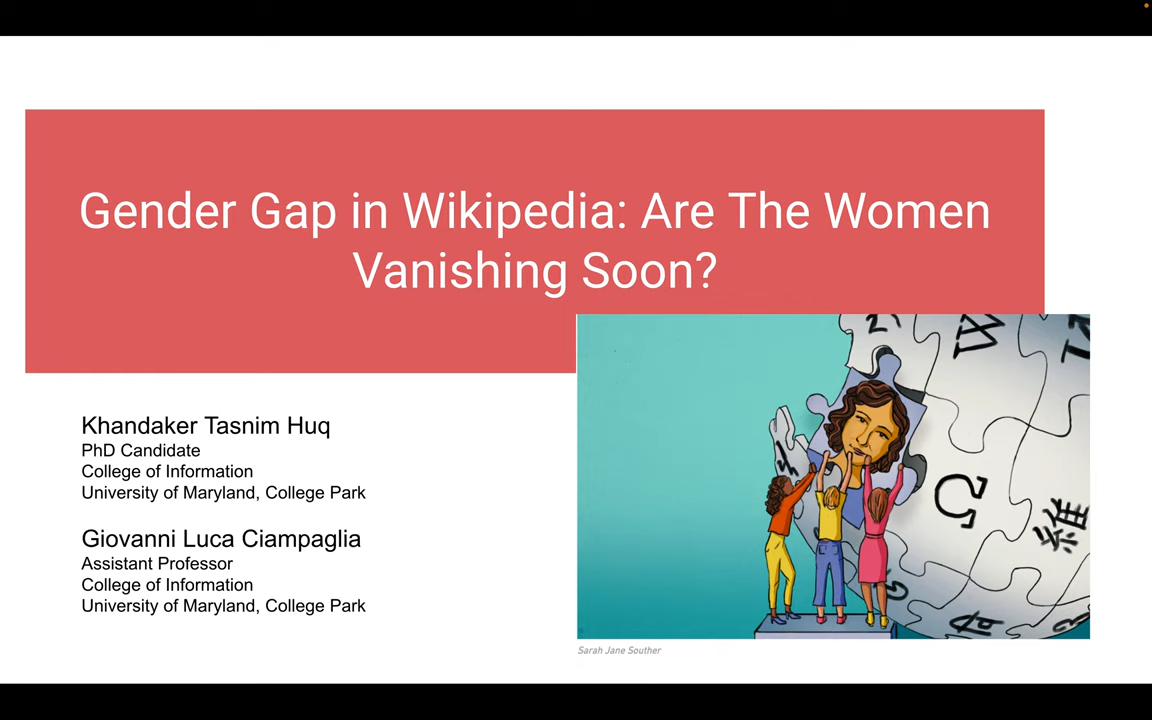 Gender Gap in Wikipedia: Are The Women
Vanishing Soon?
W
Ω
維
Khandaker Tasnim Huq
PhD Candidate
College of Information
University of Maryland, College Park
Giovanni Luca Ciampaglia
Assistant Professor
College of Information
University of Maryland, College Park
Sarah Jane Souther